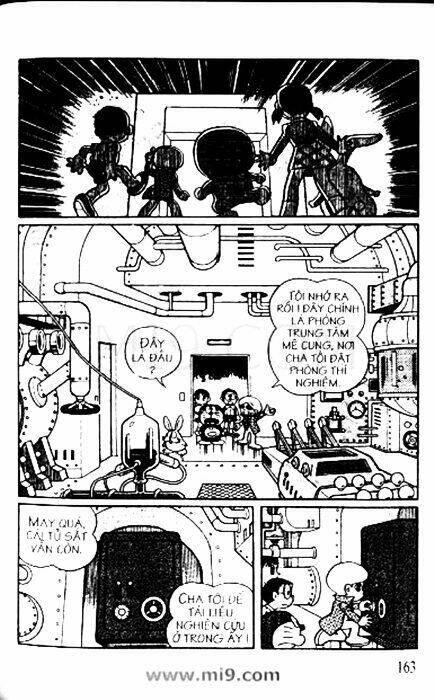 ĐÂY
LÀ ĐÂU
?
TÔI NHỚ RA
RỒI! ĐÂY CHÍNH
LÀ PHÒNG
TRUNG TÂM
MÊ CUNG, NƠI
CHA TÔI ĐẶT
PHÒNG THÍ
NGHIỆM.
MAY QUÁ,
CÁI TỦ SẮT
VẪN CÒN.
CHA TÔI ĐỂ
TÀI LIỆU
NGHIÊN CỨU
Ở TRONG ẤY!
163
www.mi9.com